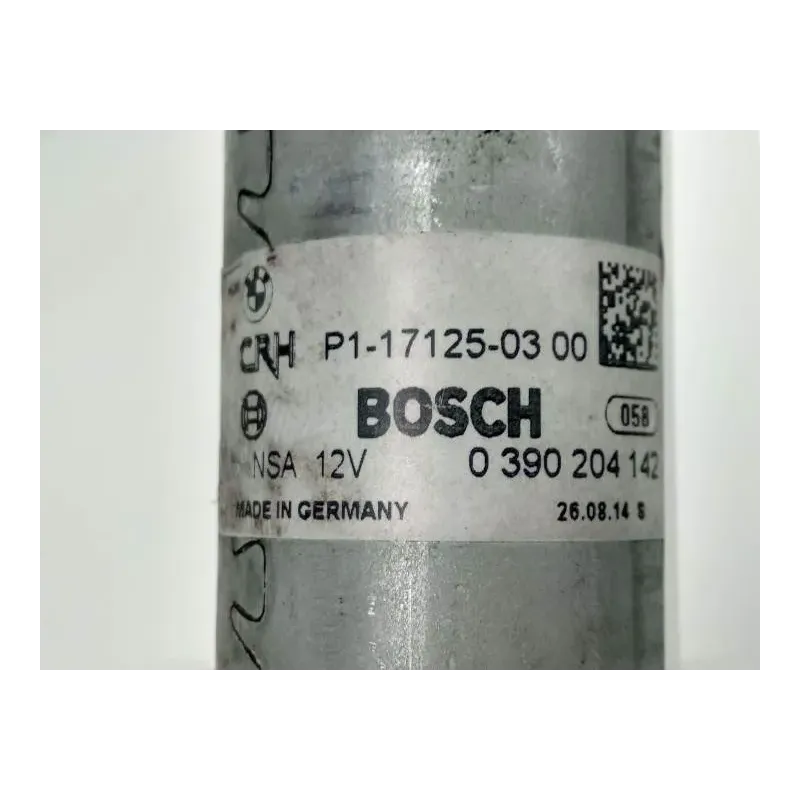 CRH P1-17125-03 00
BOSCH 058
NSA 12V 0 390 204 142
MADE IN GERMANY 26.08.14 S